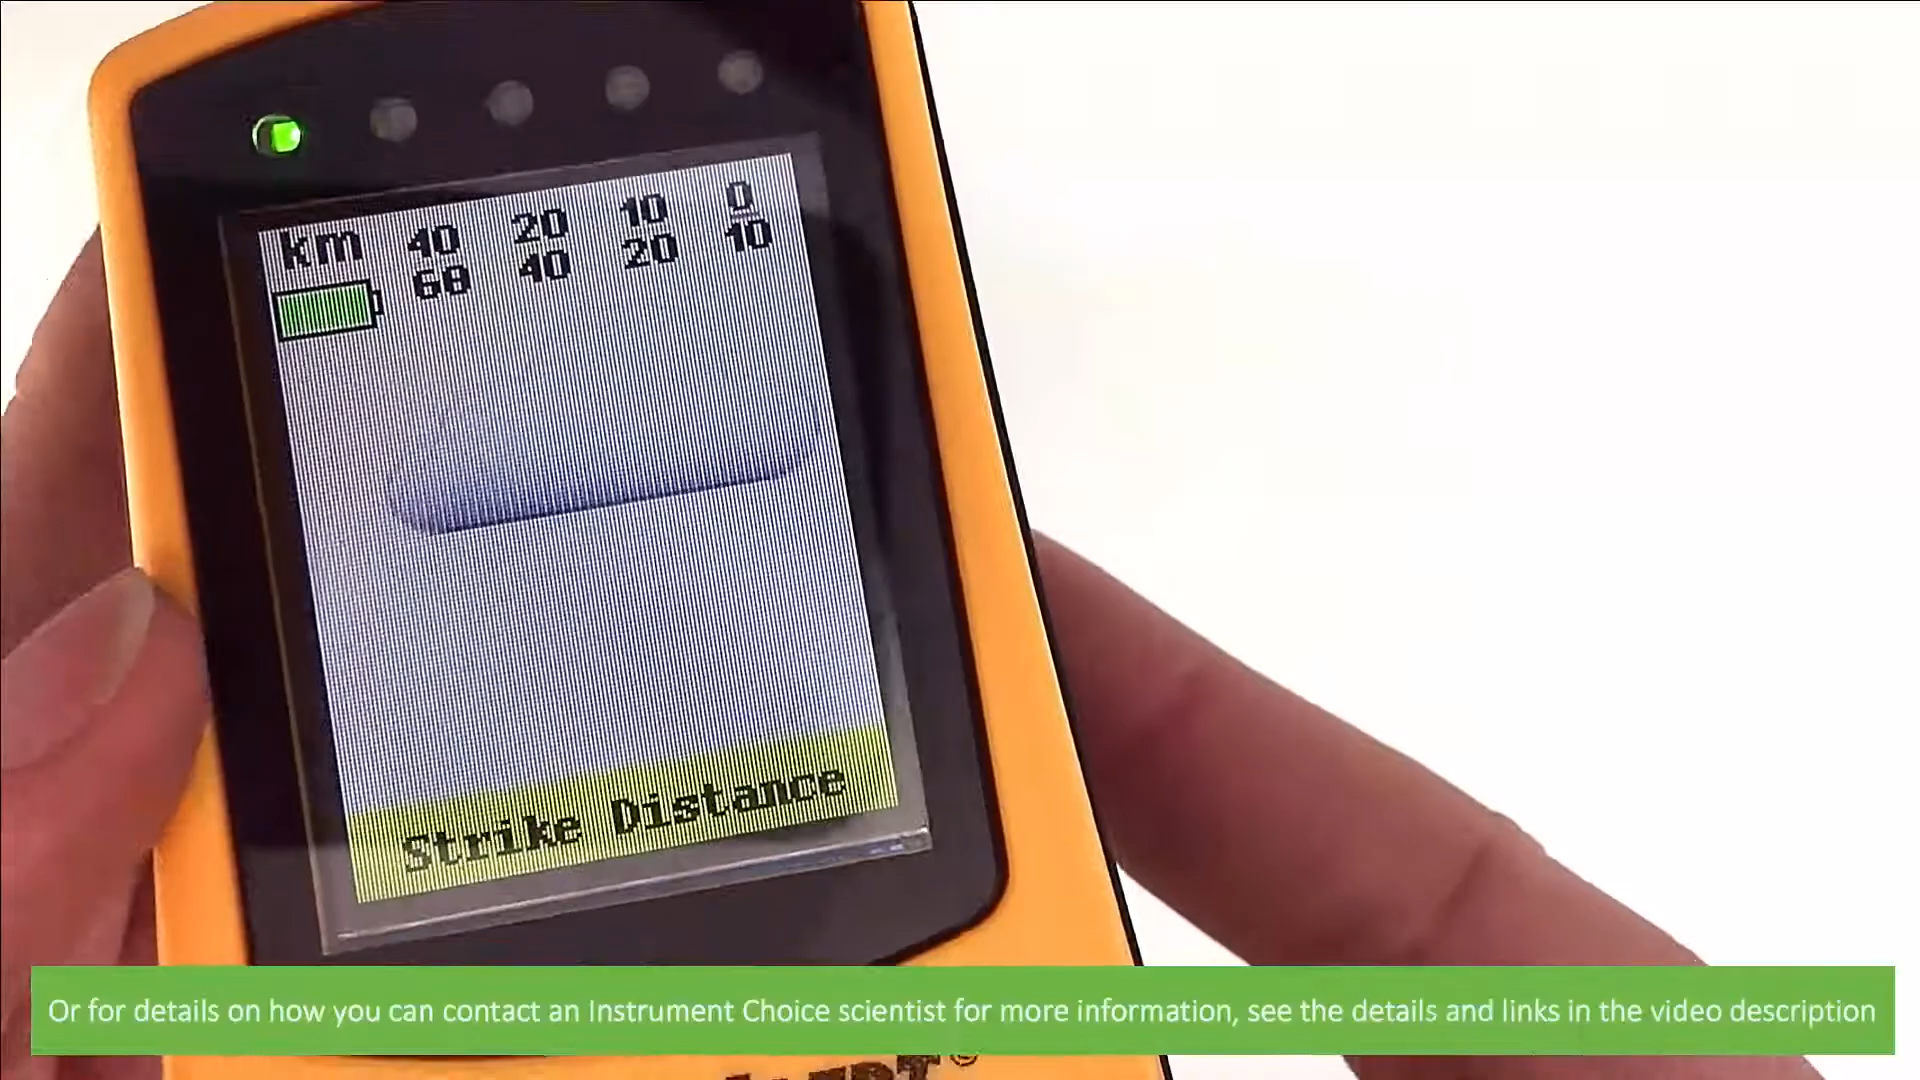 km 40 20 10 0
60 40 20 10
Strike Distance
Or for details on how you can contact an Instrument Choice scientist for more information, see the details and links in the video description